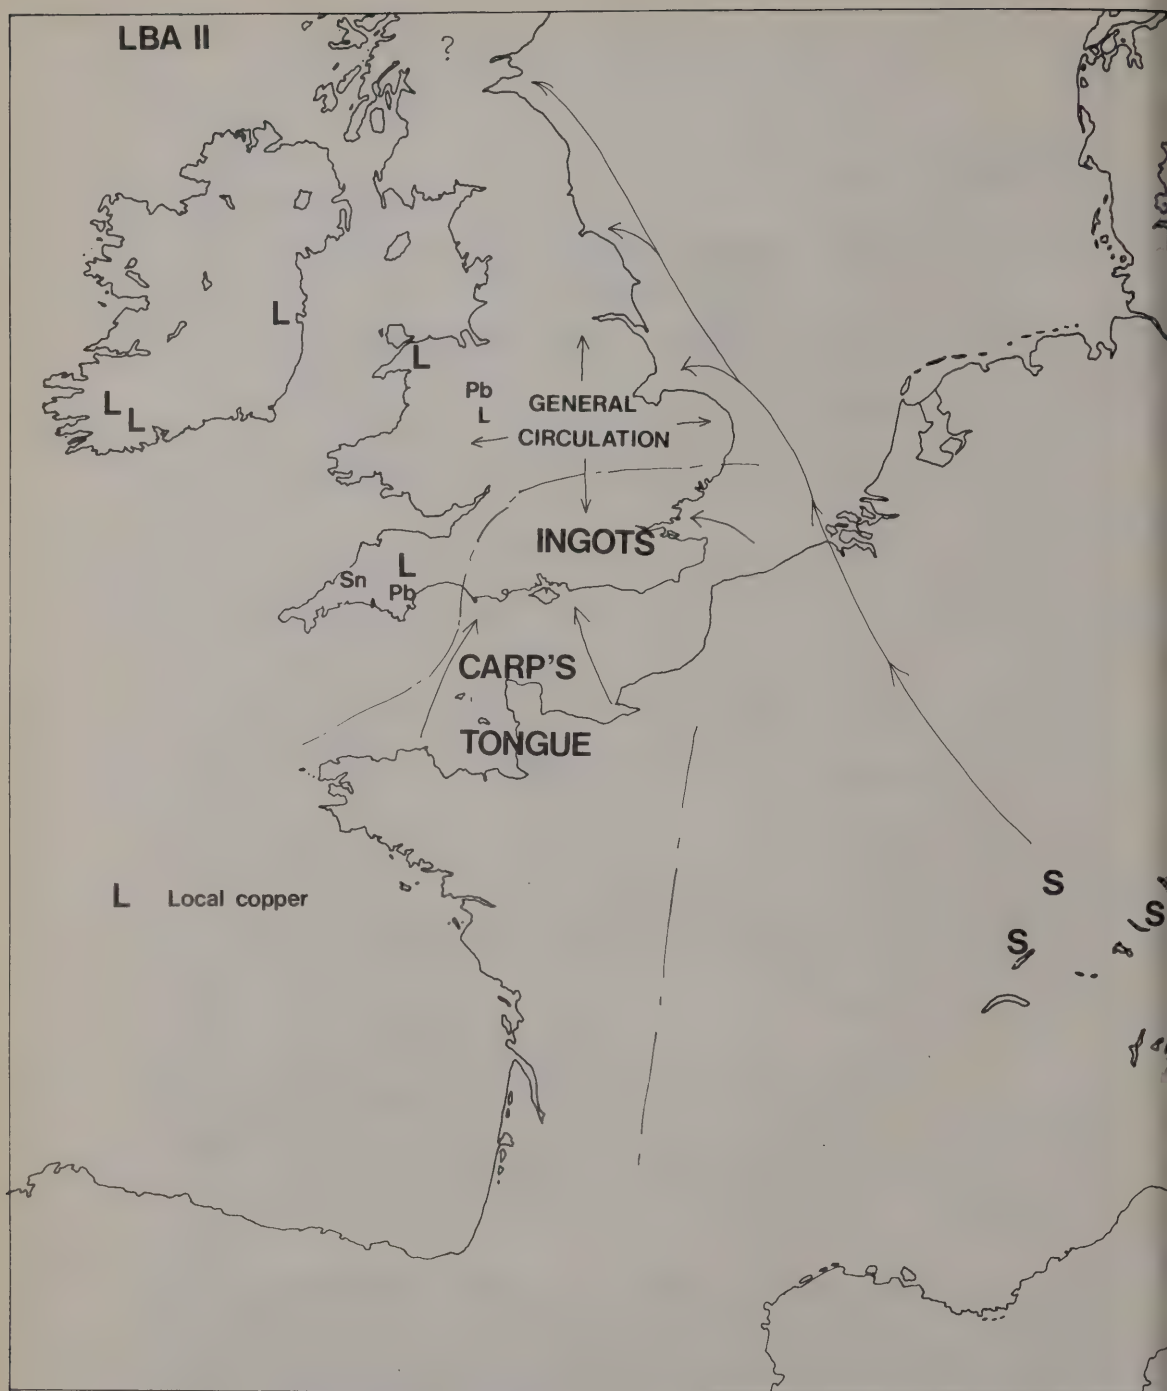 LBA II
?
L
L
Pb
L
GENERAL
CIRCULATION
L
L
INGOTS
L
Sn
Pb
CARP'S
TONGUE
L Local copper
S
S
S